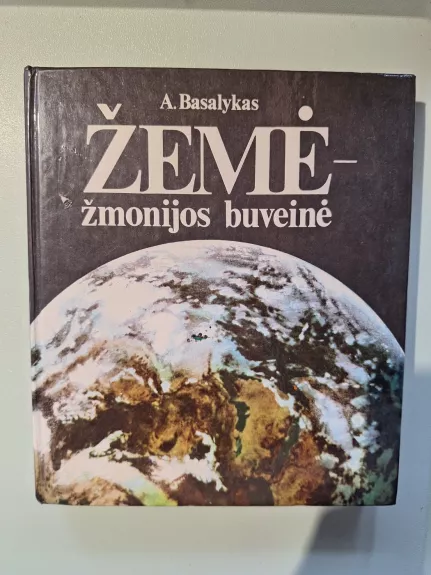 A. Basalykas
ŽEMĖ–
žmonijos buveinė